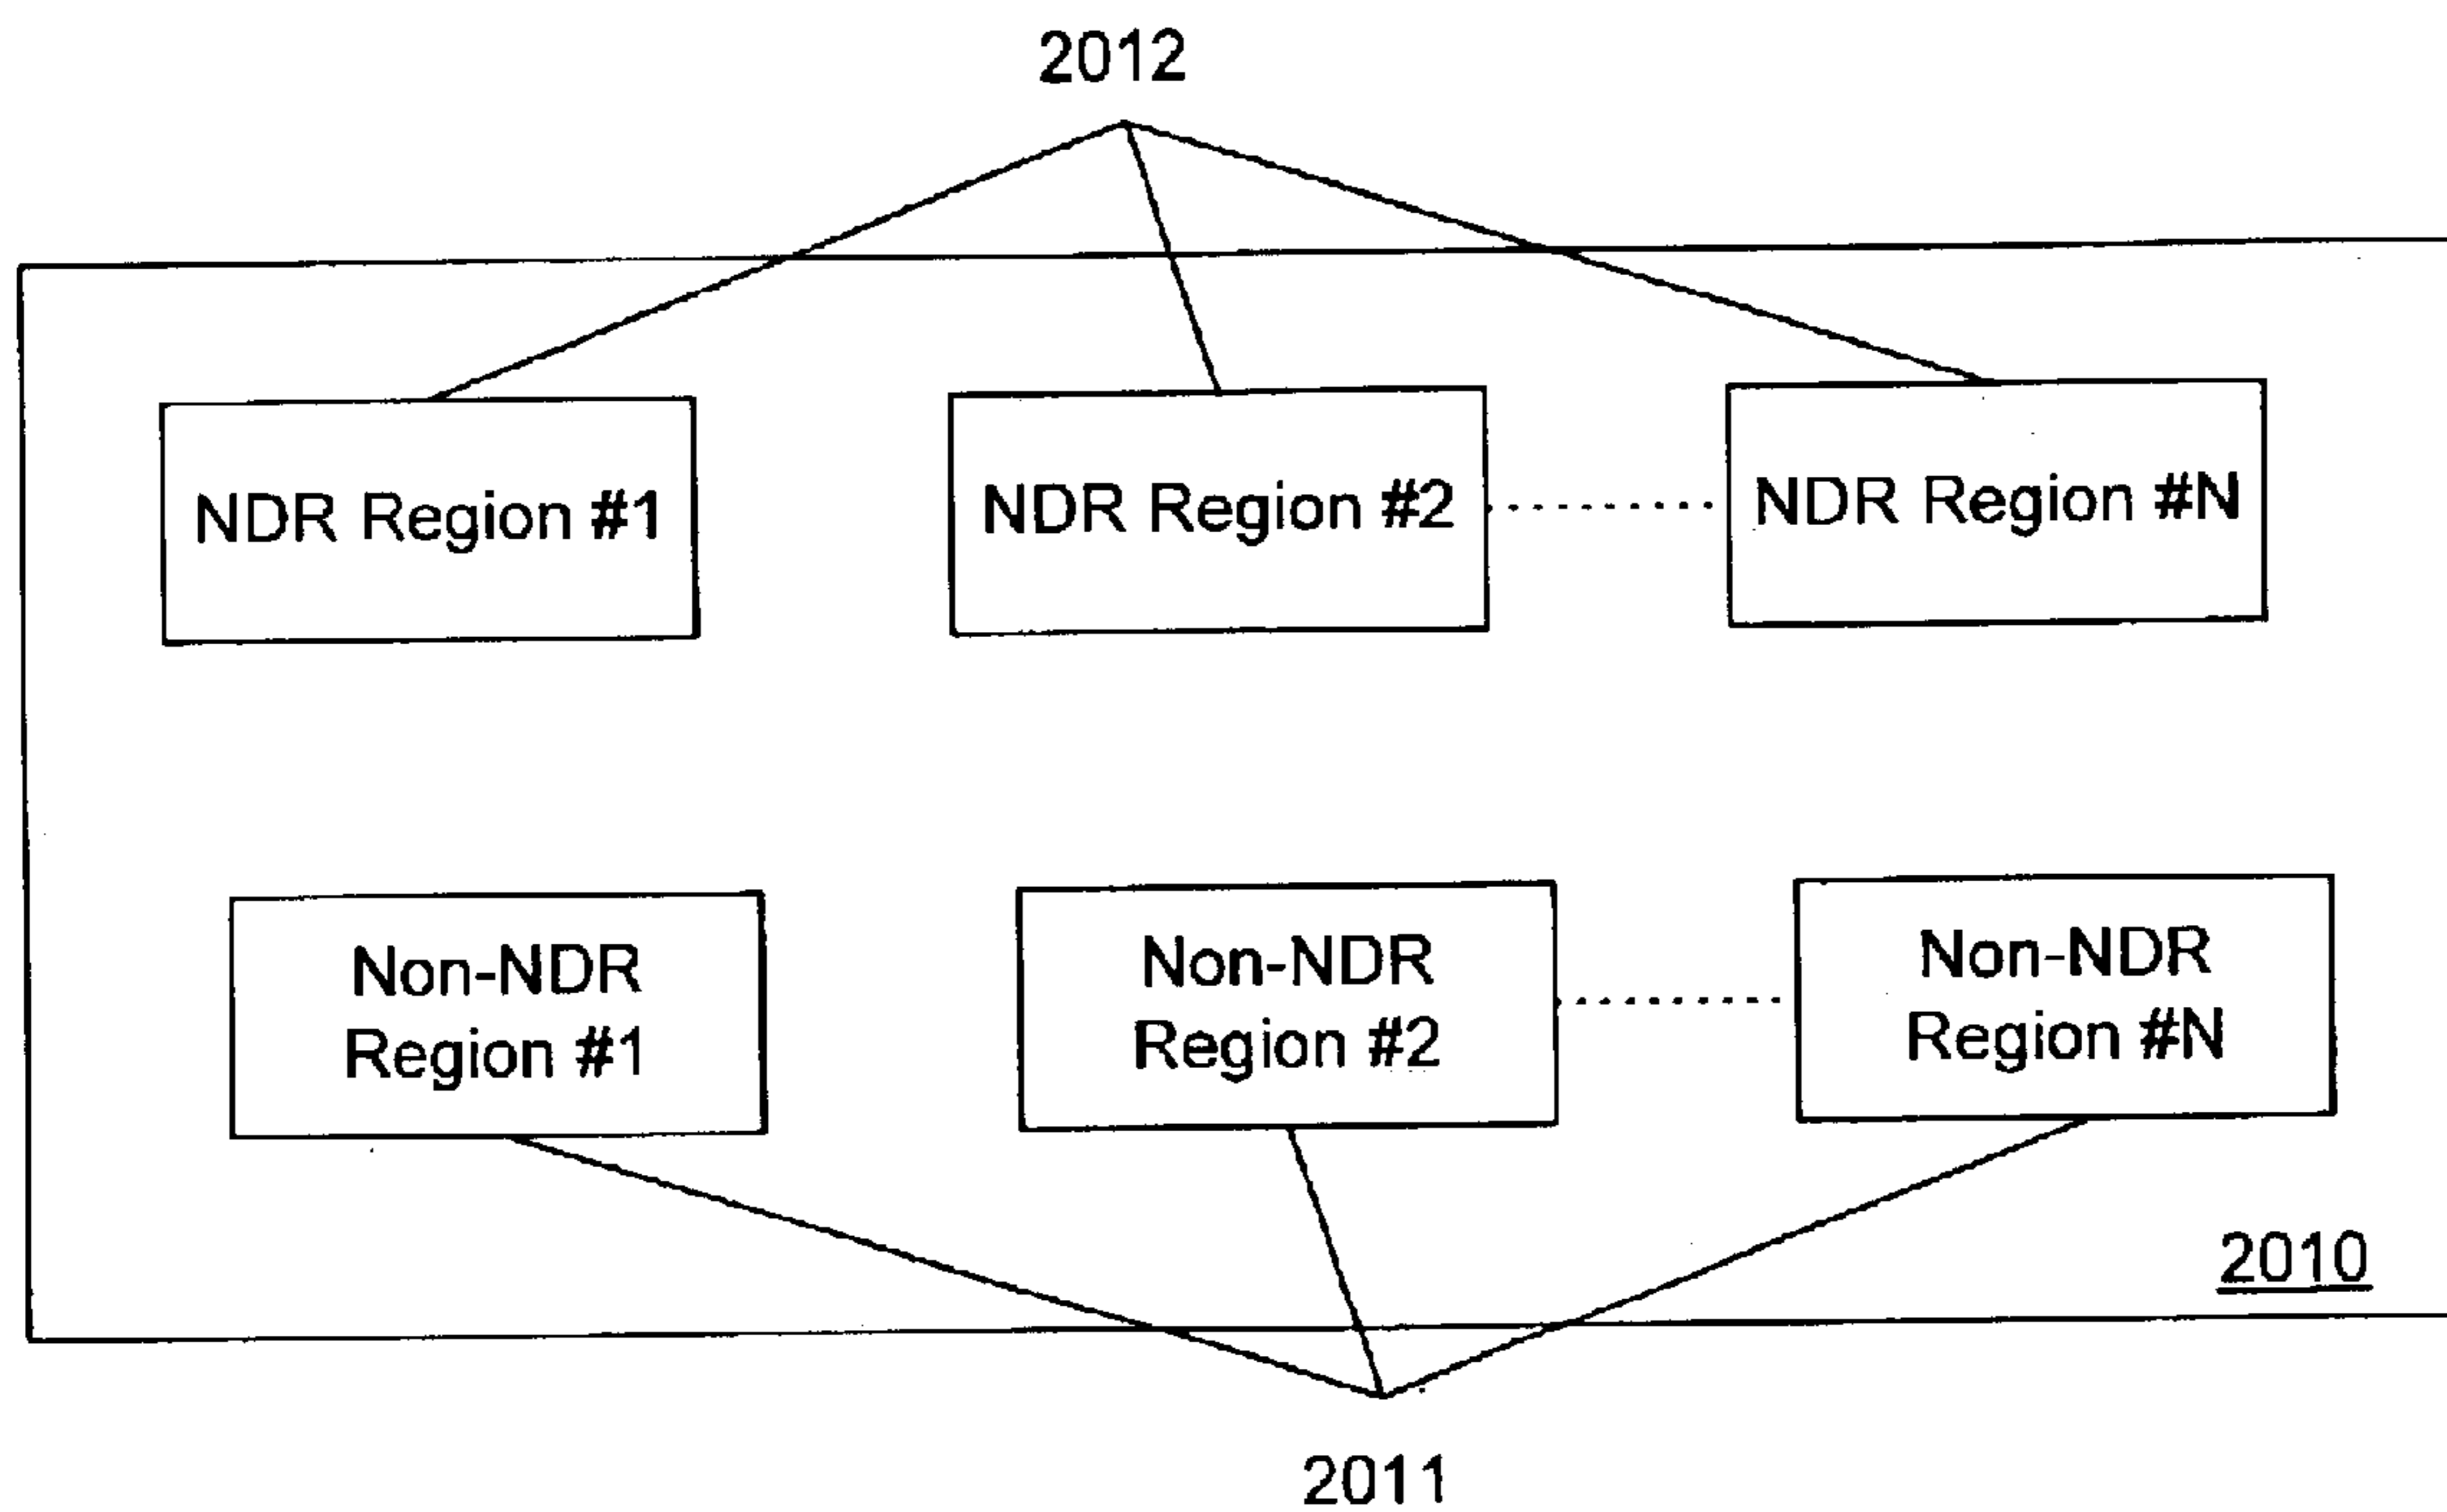 2012
NDR Region #1
NDR Region #2
NDR Region #N
Non-NDR
Region #1
Non-NDR
Region #2
Non-NDR
Region #N
2010
2011